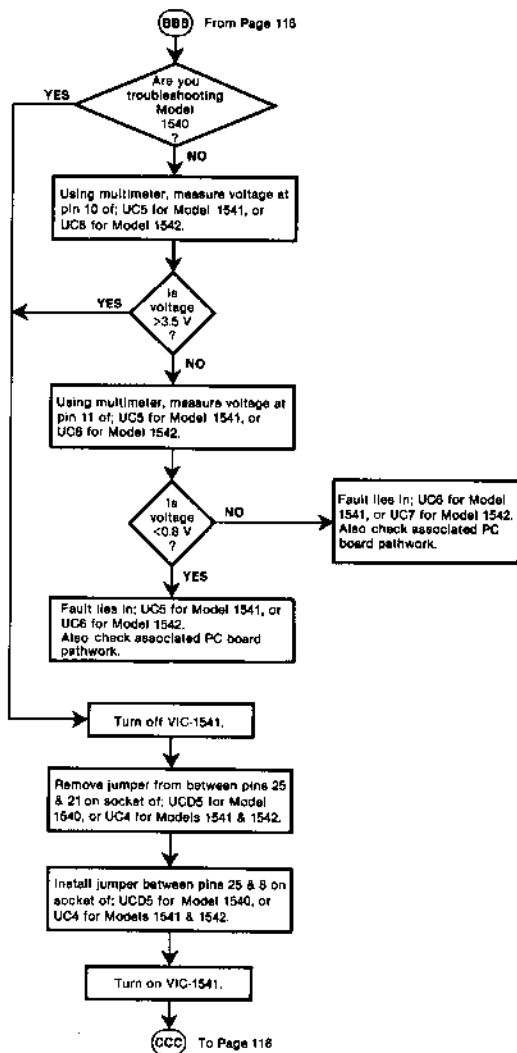 BBB From Page 116
Are you
troubleshooting
Model
1540
?
YES
NO
Using multimeter, measure voltage at
pin 10 of; UC5 for Model 1541, or
UC6 for Model 1542.
Is
voltage
>3.5 V
?
YES
NO
Using multimeter, measure voltage at
pin 11 of; UC5 for Model 1541, or
UC6 for Model 1542.
Is
voltage
<0.8 V
?
NO
Fault lies in; UC6 for Model
1541, or UC7 for Model 1542.
Also check associated PC
board pathwork.
YES
Fault lies in; UC5 for Model 1541, or
UC6 for Model 1542.
Also check associated PC board
pathwork.
Turn off VIC-1541.
Remove jumper from between pins 25
& 21 on socket of; UCD5 for Model
1540, or UC4 for Models 1541 & 1542.
Install jumper between pins 25 & 8 on
socket of; UCD5 for Model 1540, or
UC4 for Models 1541 & 1542.
Turn on VIC-1541.
CCC To Page 118